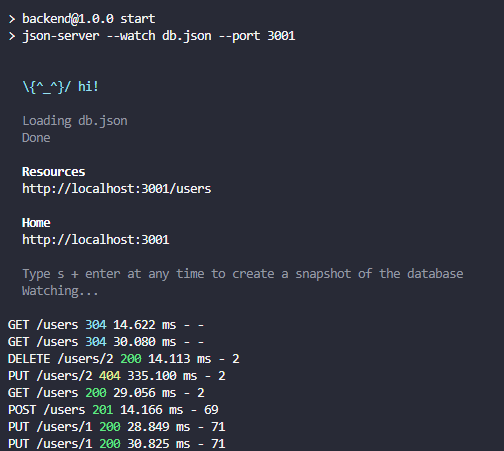 > backend@1.0.0 start
> json-server --watch db.json --port 3001
\{^_^}/ hi!
Loading db.json
Done
Resources
http://localhost:3001/users
Home
http://localhost:3001
Type s + enter at any time to create a snapshot of the database
Watching...
GET /users 304 14.622 ms - -
GET /users 304 30.080 ms - -
DELETE /users/2 200 14.113 ms - 2
PUT /users/2 404 335.100 ms - 2
GET /users 200 29.056 ms - 2
POST /users 201 14.166 ms - 69
PUT /users/1 200 28.849 ms - 71
PUT /users/1 200 30.825 ms - 71